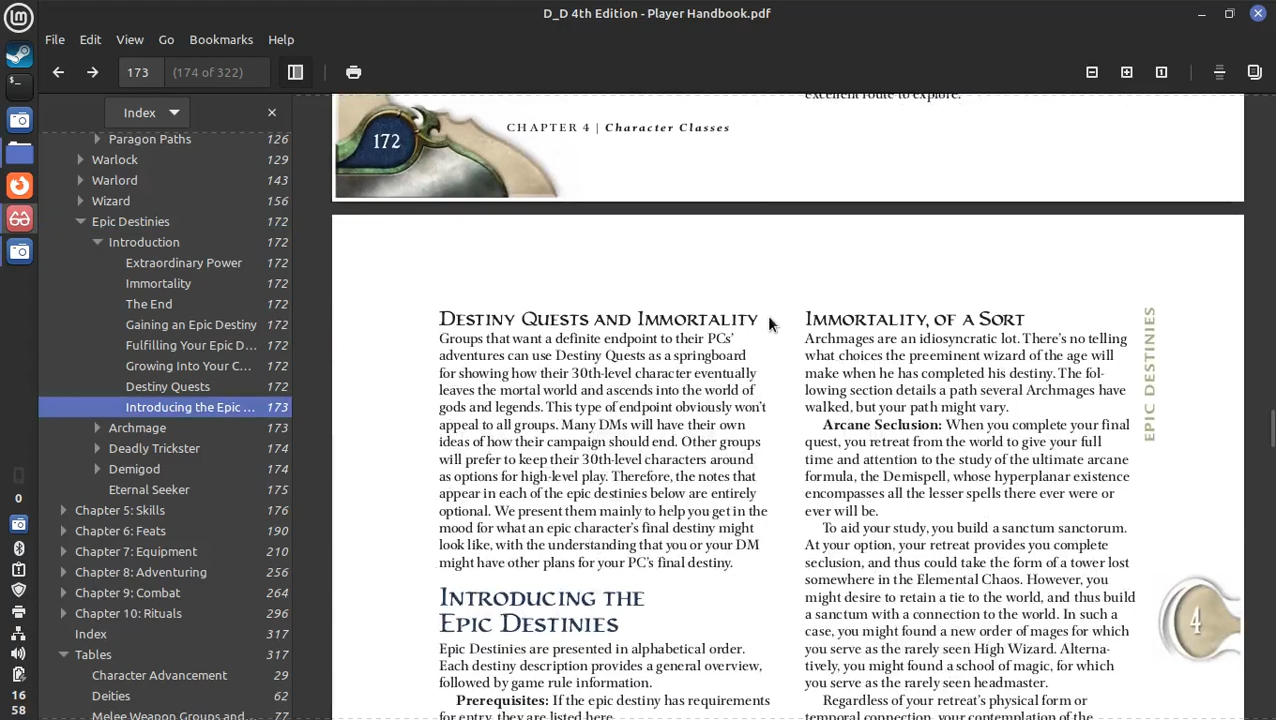 D_D 4th Edition - Player Handbook.pdf
File Edit View Go Bookmarks Help
173 (174 of 322)
Index
Paragon Paths 126
Warlock 129
Warlord 143
Wizard 156
Epic Destinies 172
Introduction 172
Extraordinary Power 172
Immortality 172
The End 172
Gaining an Epic Destiny 172
Fulfilling Your Epic D... 172
Growing Into Your C... 172
Destiny Quests 172
Introducing the Epic ... 173
Archmage 173
Deadly Trickster 174
Demigod 174
Eternal Seeker 175
Chapter 5: Skills 176
Chapter 6: Feats 190
Chapter 7: Equipment 210
Chapter 8: Adventuring 256
Chapter 9: Combat 264
Chapter 10: Rituals 296
Index 317
Tables 317
Character Advancement 29
Deities 62
Melee Weapon Groups and...
0
16
58
excellent route to explore.
172
CHAPTER 4 | Character Classes
Destiny Quests and Immortality
Groups that want a definite endpoint to their PCs'
adventures can use Destiny Quests as a springboard
for showing how their 30th-level character eventually
leaves the mortal world and ascends into the world of
gods and legends. This type of endpoint obviously won't
appeal to all groups. Many DMs will have their own
ideas of how their campaign should end. Other groups
will prefer to keep their 30th-level characters around
as options for high-level play. Therefore, the notes that
appear in each of the epic destinies below are entirely
optional. We present them mainly to help you get in the
mood for what an epic character's final destiny might
look like, with the understanding that you or your DM
might have other plans for your PC's final destiny.
Introducing the
Epic Destinies
Epic Destinies are presented in alphabetical order.
Each destiny description provides a general overview,
followed by game rule information.
Prerequisites: If the epic destiny has requirements
for entry, they are listed here.
Immortality, of a Sort
Archmages are an idiosyncratic lot. There's no telling
what choices the preeminent wizard of the age will
make when he has completed his destiny. The fol-
lowing section details a path several Archmages have
walked, but your path might vary.
Arcane Seclusion: When you complete your final
quest, you retreat from the world to give your full
time and attention to the study of the ultimate arcane
formula, the Demispell, whose hyperplanar existence
encompasses all the lesser spells there ever were or
ever will be.
To aid your study, you build a sanctum sanctorum.
At your option, your retreat provides you complete
seclusion, and thus could take the form of a tower lost
somewhere in the Elemental Chaos. However, you
might desire to retain a tie to the world, and thus build
a sanctum with a connection to the world. In such a
case, you might found a new order of mages for which
you serve as the rarely seen High Wizard. Alterna-
tively, you might found a school of magic, for which
you serve as the rarely seen headmaster.
Regardless of your retreat's physical form or
temporal connection, your contemplation of the
EPIC DESTINIES
4